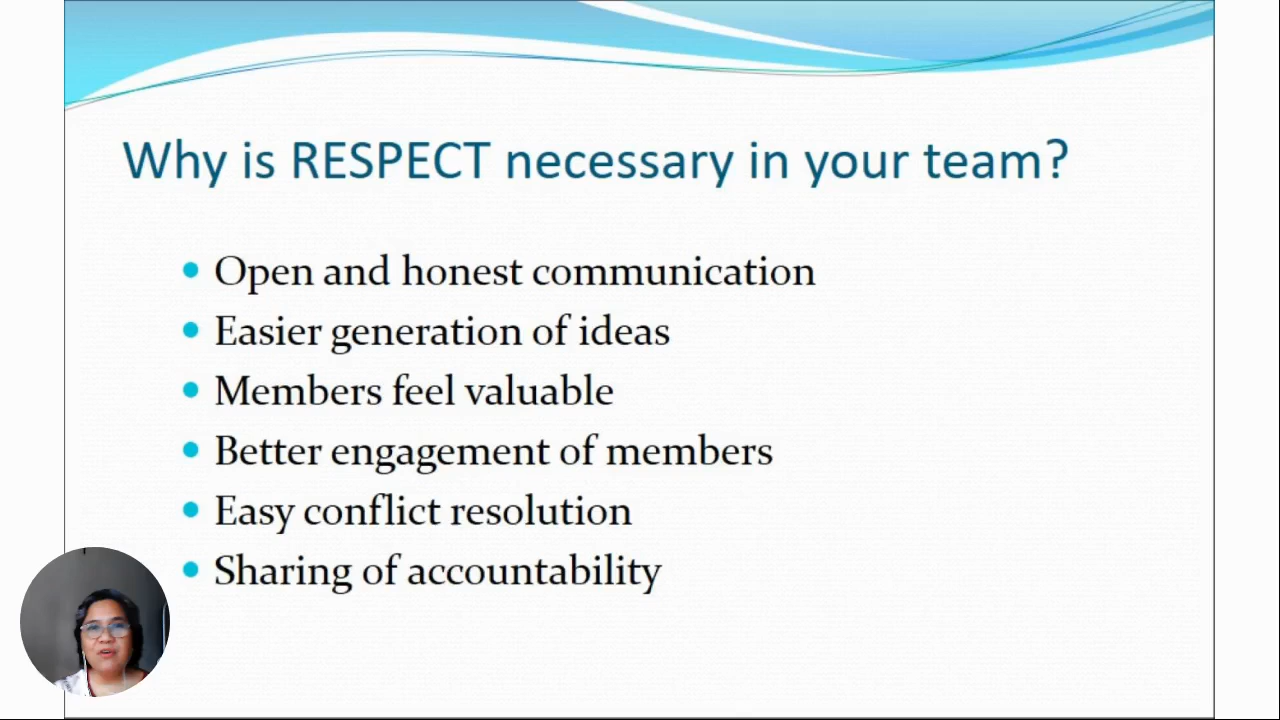 Why is RESPECT necessary in your team?
Open and honest communication
Easier generation of ideas
Members feel valuable
Better engagement of members
Easy conflict resolution
Sharing of accountability